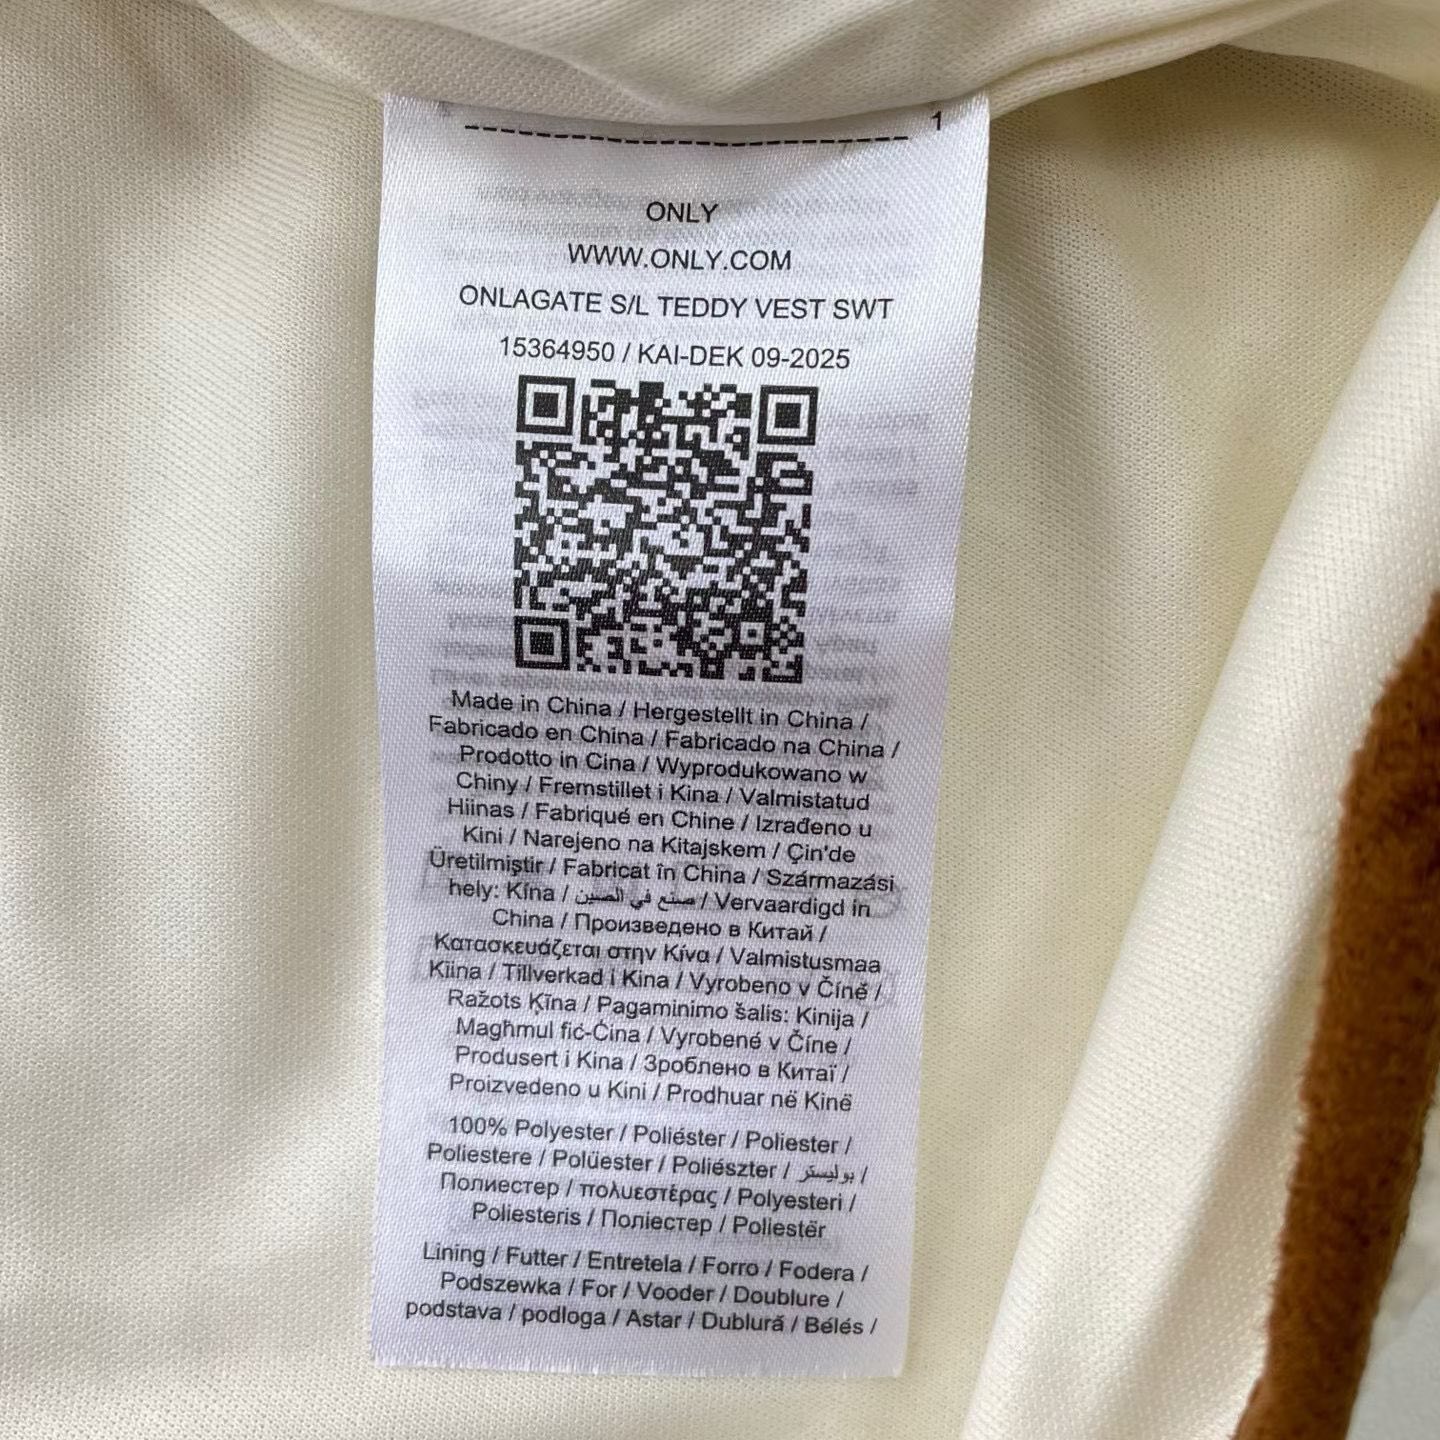 1
ONLY
WWW.ONLY.COM
ONLAGATE S/L TEDDY VEST SWT
15364950 / KAI-DEK 09-2025
Made in China / Hergestellt in China /
Fabricado en China / Fabricado na China /
Prodotto in Cina / Wyprodukowano w
Chiny / Fremstillet i Kina / Valmistatud
Hiinas / Fabriqué en Chine / Izrađeno u
Kini / Narejeno na Kitajskem / Çin'de
Üretilmiştir / Fabricat în China / Származási
hely: Kína / صنع في الصين / Vervaardigd in
China / Произведено в Китай /
Κατασκευάζεται στην Κίνα / Valmistusmaa
Kiina / Tillverkad i Kina / Vyrobeno v Číně /
Ražots Ķīna / Pagaminimo šalis: Kinija /
Magħmul fiċ-Ċina / Vyrobené v Číne /
Produsert i Kina / Зроблено в Китаї /
Proizvedeno u Kini / Prodhuar në Kinë
100% Polyester / Poliéster / Poliester /
Poliestere / Polüester / Poliészter / بوليستر /
Полиестер / πολυεστέρας / Polyesteri /
Poliesteris / Поліестер / Poliestër
Lining / Futter / Entretela / Forro / Fodera /
Podszewka / For / Vooder / Doublure /
podstava / podloga / Astar / Dublură / Bélés /